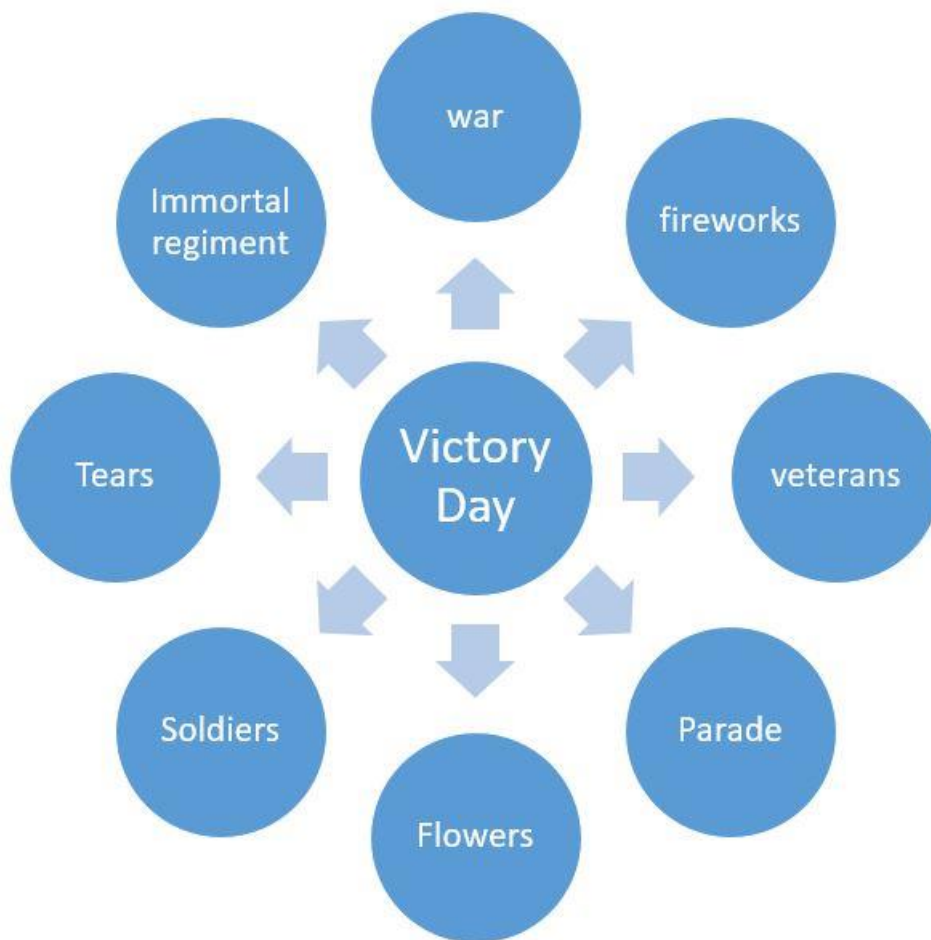 war
fireworks
veterans
Parade
Flowers
Soldiers
Tears
Immortal
regiment
Victory
Day